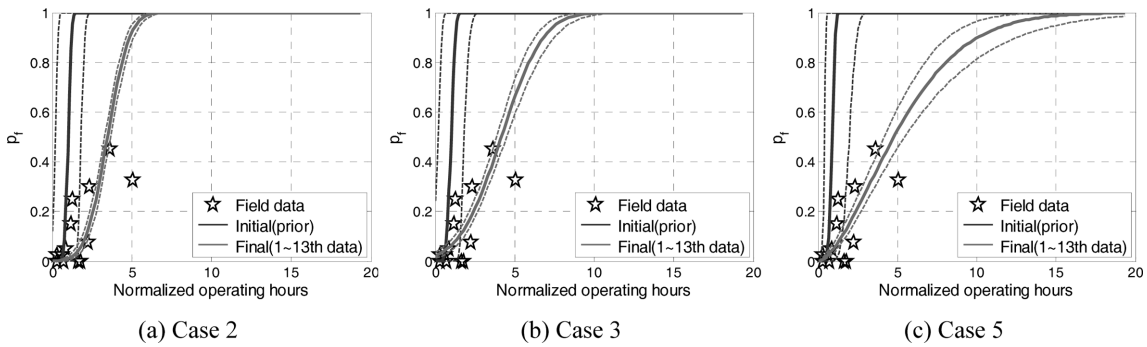 1
0.8
0.6
0.4
0.2
0
p_f
0 5 10 15 20
Normalized operating hours
Field data
Initial(prior)
Final(1~13th data)
(a) Case 2
1
0.8
0.6
0.4
0.2
0
p_f
0 5 10 15 20
Normalized operating hours
Field data
Initial(prior)
Final(1~13th data)
(b) Case 3
1
0.8
0.6
0.4
0.2
0
p_f
0 5 10 15 20
Normalized operating hours
Field data
Initial(prior)
Final(1~13th data)
(c) Case 5